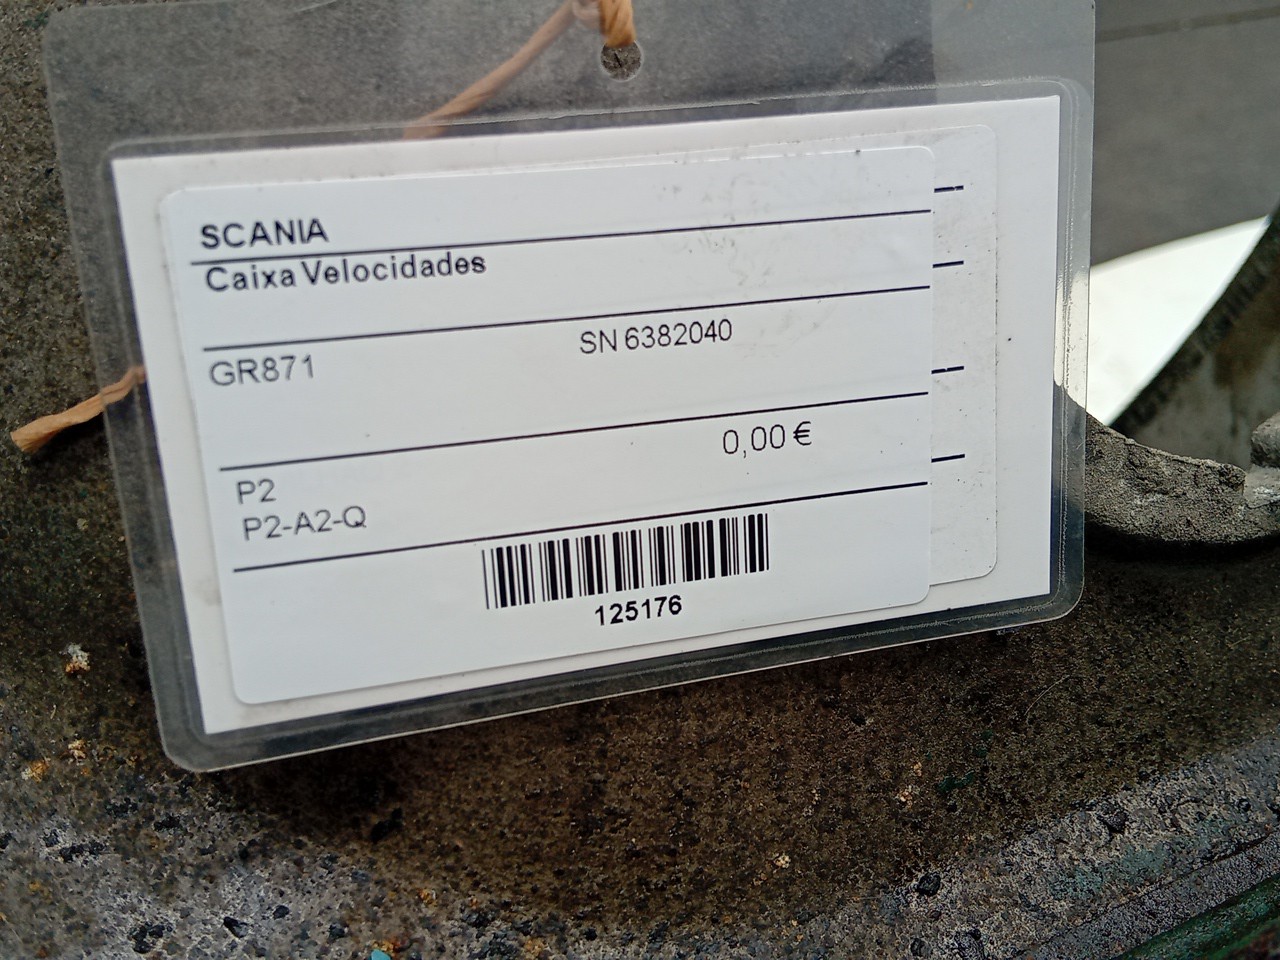 SCANIA
Caixa Velocidades
GR871 SN 6382040
0,00 €
P2
P2-A2-Q
125176